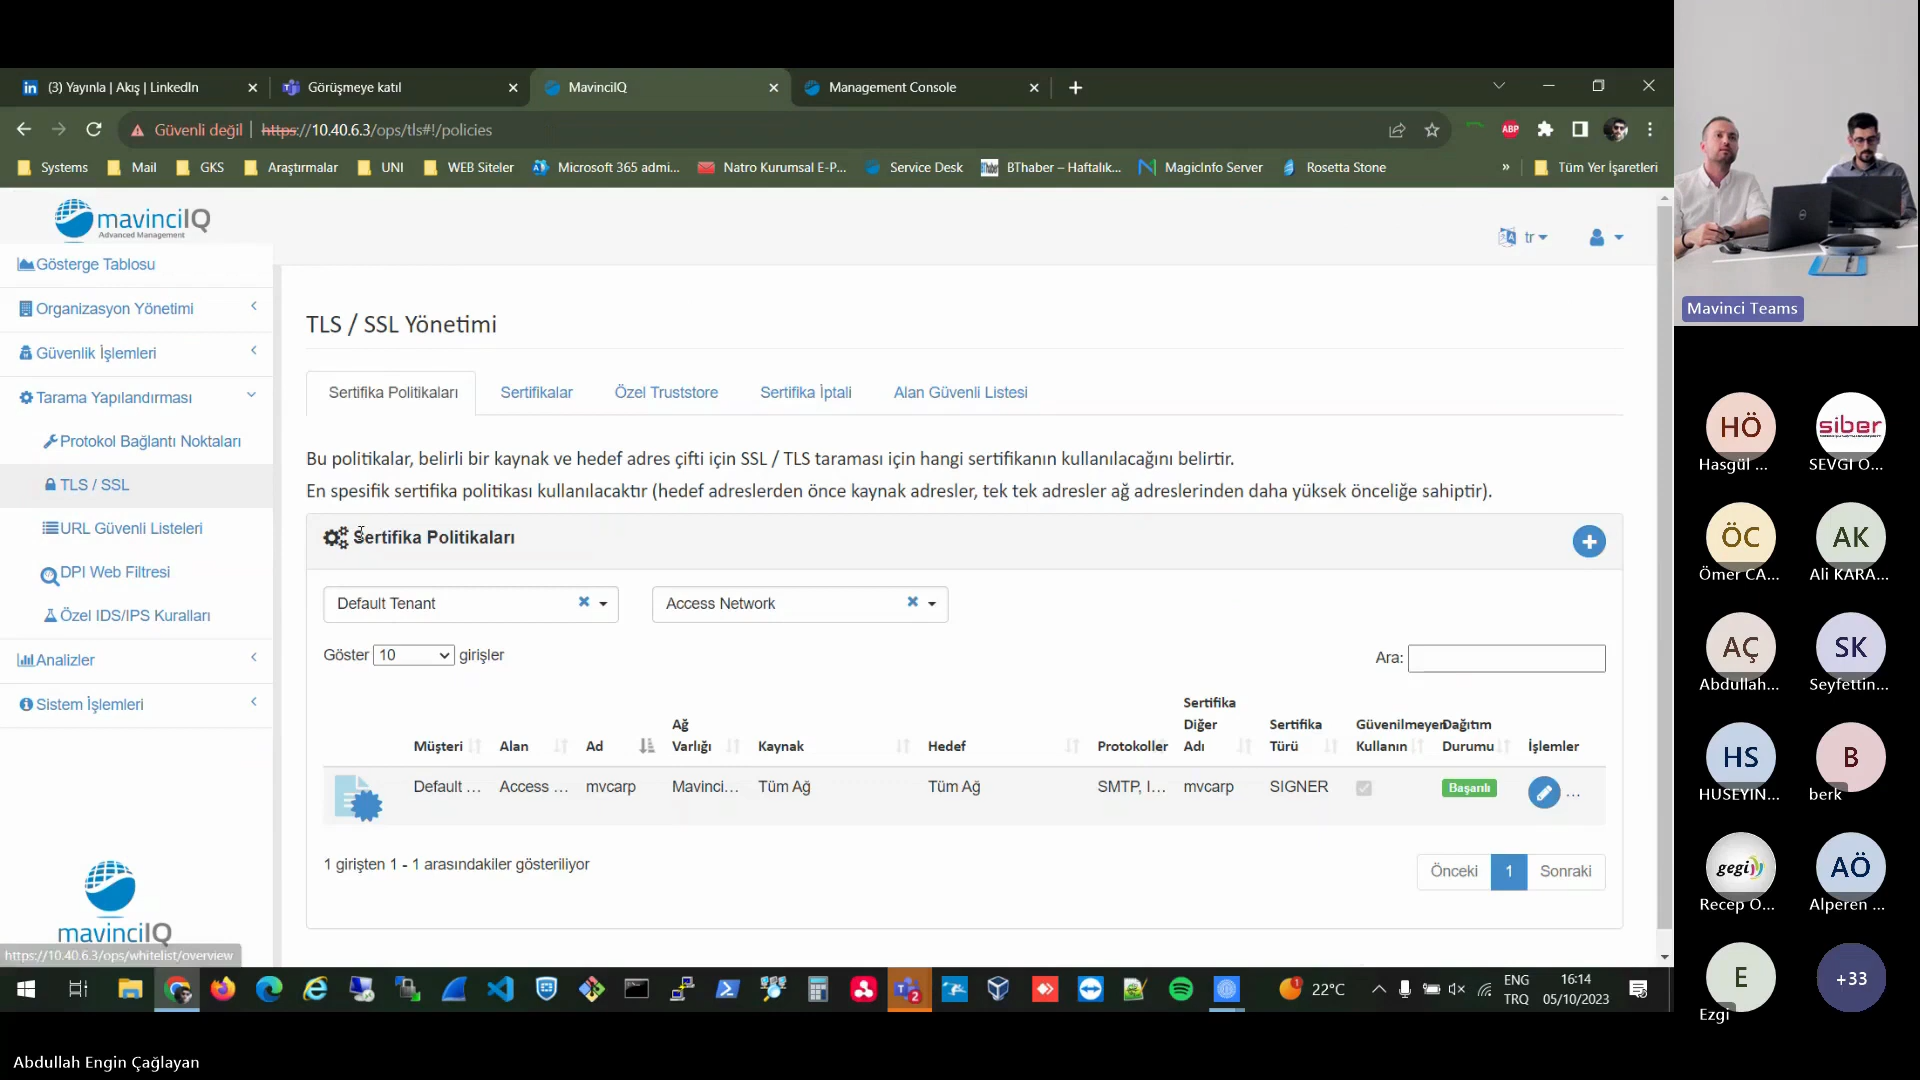 (3) Yayınla | Akış | LinkedIn
Görüşmeye katıl
MavinciIQ
Management Console
Güvenli değil
https://10.40.6.3/ops/tls#!/policies
ABP
Systems
Mail
GKS
Araştırmalar
UNI
WEB Siteler
Microsoft 365 admi...
Natro Kurumsal E-P...
Service Desk
BThaber – Haftalık...
MagicInfo Server
Rosetta Stone
»
Tüm Yer İşaretleri
mavinciIQ
Advanced Management
tr
Gösterge Tablosu
Organizasyon Yönetimi
Güvenlik İşlemleri
Tarama Yapılandırması
Protokol Bağlantı Noktaları
TLS / SSL
URL Güvenli Listeleri
DPI Web Filtresi
Özel IDS/IPS Kuralları
Analizler
Sistem İşlemleri
mavinciIQ
https://10.40.6.3/ops/whitelist/overview
TLS / SSL Yönetimi
Sertifika Politikaları
Sertifikalar
Özel Truststore
Sertifika İptali
Alan Güvenli Listesi
Bu politikalar, belirli bir kaynak ve hedef adres çifti için SSL / TLS taraması için hangi sertifikanın kullanılacağını belirtir.
En spesifik sertifika politikası kullanılacaktır (hedef adreslerden önce kaynak adresler, tek tek adresler ağ adreslerinden daha yüksek önceliğe sahiptir).
Sertifika Politikaları
Default Tenant
Access Network
Göster 10 girişler
Ara:
Müşteri
Alan
Ad
Ağ Varlığı
Kaynak
Hedef
Protokoller
Sertifika Diğer Adı
Sertifika Türü
Güvenilmeyen Kullanın
Dağıtım Durumu
İşlemler
Default ...
Access ...
mvcarp
Mavinci...
Tüm Ağ
Tüm Ağ
SMTP, I...
mvcarp
SIGNER
Başarılı
...
1 girişten 1 - 1 arasındakiler gösteriliyor
Önceki
1
Sonraki
2
1
22°C
ENG
TRQ
16:14
05/10/2023
Mavinci Teams
HÖ
Hasgül ...
siber
SEVGI O...
ÖC
Ömer CA...
AK
Ali KARA...
AÇ
Abdullah...
SK
Seyfettin...
HS
HUSEYIN...
B
berk
gegi
Recep O...
AÖ
Alperen ...
E
Ezgi
+33
Abdullah Engin Çağlayan